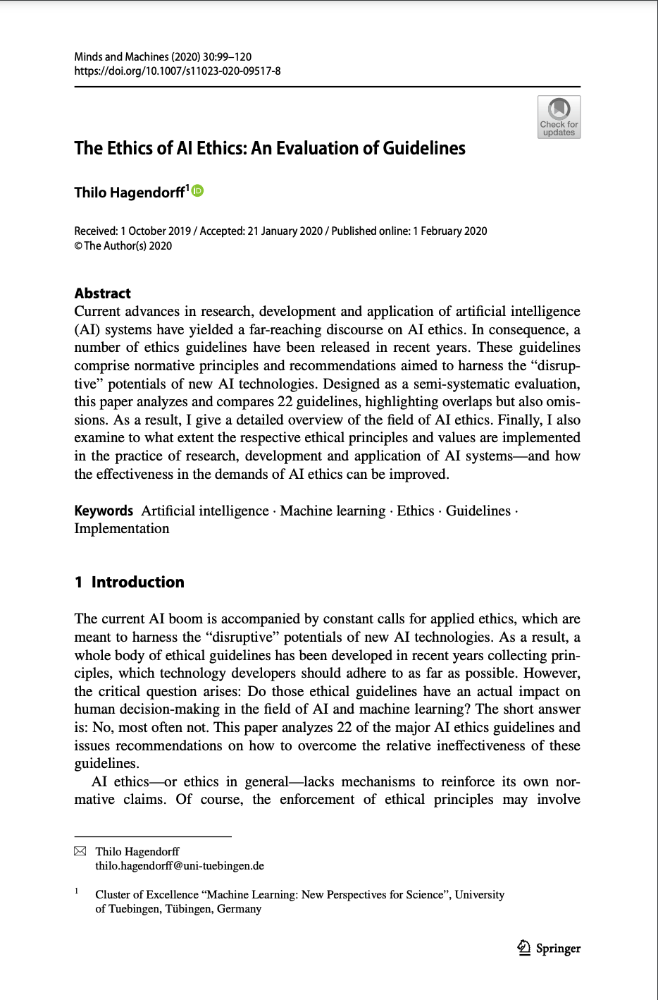 Minds and Machines (2020) 30:99–120
https://doi.org/10.1007/s11023-020-09517-8
Check for
updates
The Ethics of AI Ethics: An Evaluation of Guidelines
Thilo Hagendorff¹ iD
Received: 1 October 2019 / Accepted: 21 January 2020 / Published online: 1 February 2020
© The Author(s) 2020
Abstract
Current advances in research, development and application of artificial intelligence
(AI) systems have yielded a far-reaching discourse on AI ethics. In consequence, a
number of ethics guidelines have been released in recent years. These guidelines
comprise normative principles and recommendations aimed to harness the “disrup-
tive” potentials of new AI technologies. Designed as a semi-systematic evaluation,
this paper analyzes and compares 22 guidelines, highlighting overlaps but also omis-
sions. As a result, I give a detailed overview of the field of AI ethics. Finally, I also
examine to what extent the respective ethical principles and values are implemented
in the practice of research, development and application of AI systems—and how
the effectiveness in the demands of AI ethics can be improved.
Keywords Artificial intelligence · Machine learning · Ethics · Guidelines ·
Implementation
1 Introduction
The current AI boom is accompanied by constant calls for applied ethics, which are
meant to harness the “disruptive” potentials of new AI technologies. As a result, a
whole body of ethical guidelines has been developed in recent years collecting prin-
ciples, which technology developers should adhere to as far as possible. However,
the critical question arises: Do those ethical guidelines have an actual impact on
human decision-making in the field of AI and machine learning? The short answer
is: No, most often not. This paper analyzes 22 of the major AI ethics guidelines and
issues recommendations on how to overcome the relative ineffectiveness of these
guidelines.
AI ethics—or ethics in general—lacks mechanisms to reinforce its own nor-
mative claims. Of course, the enforcement of ethical principles may involve
Thilo Hagendorff
thilo.hagendorff@uni-tuebingen.de
1 Cluster of Excellence “Machine Learning: New Perspectives for Science”, University
of Tuebingen, Tübingen, Germany
Springer